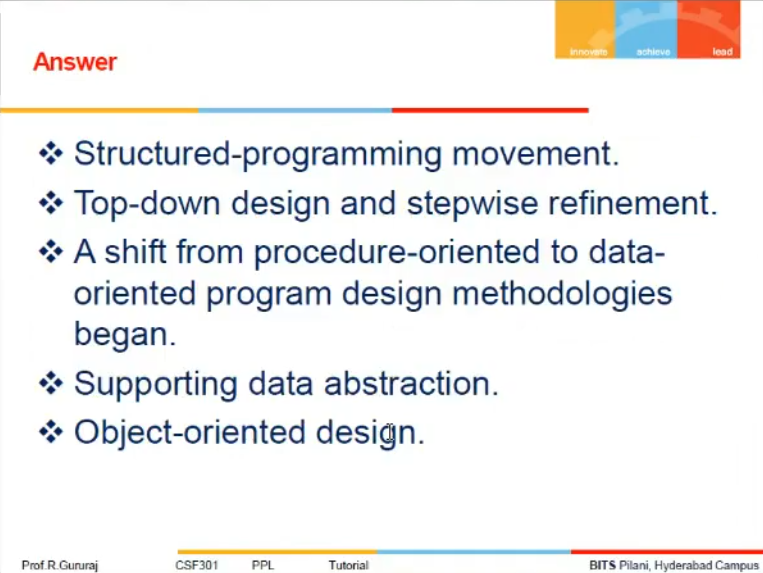 innovate achieve lead
Answer
Structured-programming movement.
Top-down design and stepwise refinement.
A shift from procedure-oriented to data-
oriented program design methodologies
began.
Supporting data abstraction.
Object-oriented design.
Prof.R.Gururaj CSF301 PPL Tutorial BITS Pilani, Hyderabad Campus